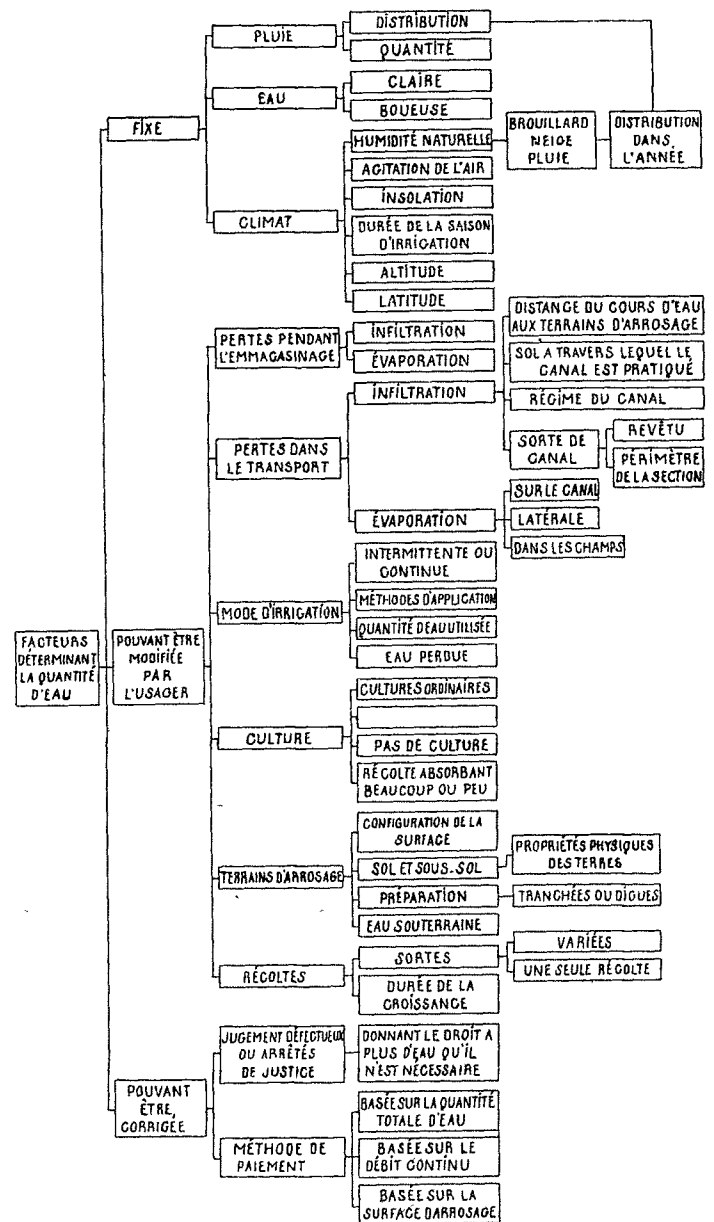 FACTEURS
DÉTERMINANT
LA QUANTITÉ
D'EAU
FIXE
PLUIE
DISTRIBUTION
QUANTITÉ
EAU
CLAIRE
BOUEUSE
CLIMAT
HUMIDITÉ NATURELLE
BROUILLARD
NEIGE
PLUIE
DISTRIBUTION
DANS
L'ANNÉE
AGITATION DE L'AIR
INSOLATION
DURÉE DE LA SAISON
D'IRRIGATION
ALTITUDE
LATITUDE
POUVANT ÊTRE
MODIFIÉE
PAR
L'USAGER
PERTES PENDANT
L'EMMAGASINAGE
INFILTRATION
ÉVAPORATION
PERTES DANS
LE TRANSPORT
INFILTRATION
DISTANCE DU COURS D'EAU
AUX TERRAINS D'ARROSAGE
SOL A TRAVERS LEQUEL LE
CANAL EST PRATIQUÉ
RÉGIME DU CANAL
SORTE DE
CANAL
REVÊTU
PÉRIMÈTRE
DE LA SECTION
ÉVAPORATION
SUR LE CANAL
LATÉRALE
DANS LES CHAMPS
MODE D'IRRIGATION
INTERMITTENTE OU
CONTINUE
MÉTHODES D'APPLICATION
QUANTITÉ D'EAU UTILISÉE
EAU PERDUE
CULTURE
CULTURES ORDINAIRES
PAS DE CULTURE
RÉCOLTE ABSORBANT
BEAUCOUP OU PEU
TERRAINS D'ARROSAGE
CONFIGURATION DE LA
SURFACE
SOL ET SOUS-SOL
PROPRIÉTÉS PHYSIQUES
DES TERRES
PRÉPARATION
TRANCHÉES OU DIGUES
EAU SOUTERRAINE
RÉCOLTES
SORTES
VARIÉES
UNE SEULE RÉCOLTE
DURÉE DE LA
CROISSANCE
POUVANT
ÊTRE,
CORRIGÉE
JUGEMENT DÉFECTUEUX
OU ARRÊTÉS
DE JUSTICE
DONNANT LE DROIT A
PLUS D'EAU QU'IL
N'EST NÉCESSAIRE
MÉTHODE DE
PAIEMENT
BASÉE SUR LA QUANTITÉ
TOTALE D'EAU
BASÉE SUR LE
DÉBIT CONTINU
BASÉE SUR LA
SURFACE D'ARROSAGE